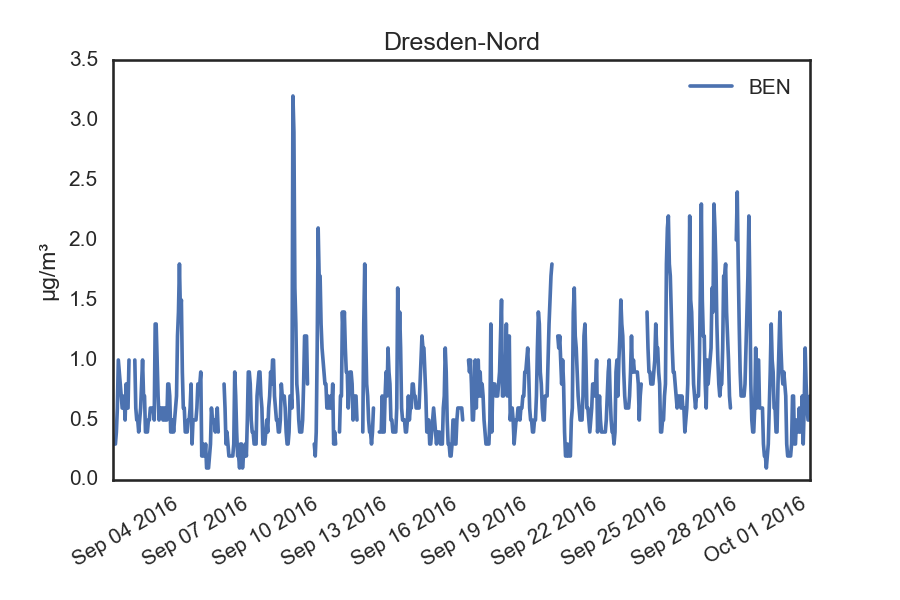 Dresden-Nord
BEN
µg/m³
3.5
3.0
2.5
2.0
1.5
1.0
0.5
0.0
Sep 04 2016
Sep 07 2016
Sep 10 2016
Sep 13 2016
Sep 16 2016
Sep 19 2016
Sep 22 2016
Sep 25 2016
Sep 28 2016
Oct 01 2016